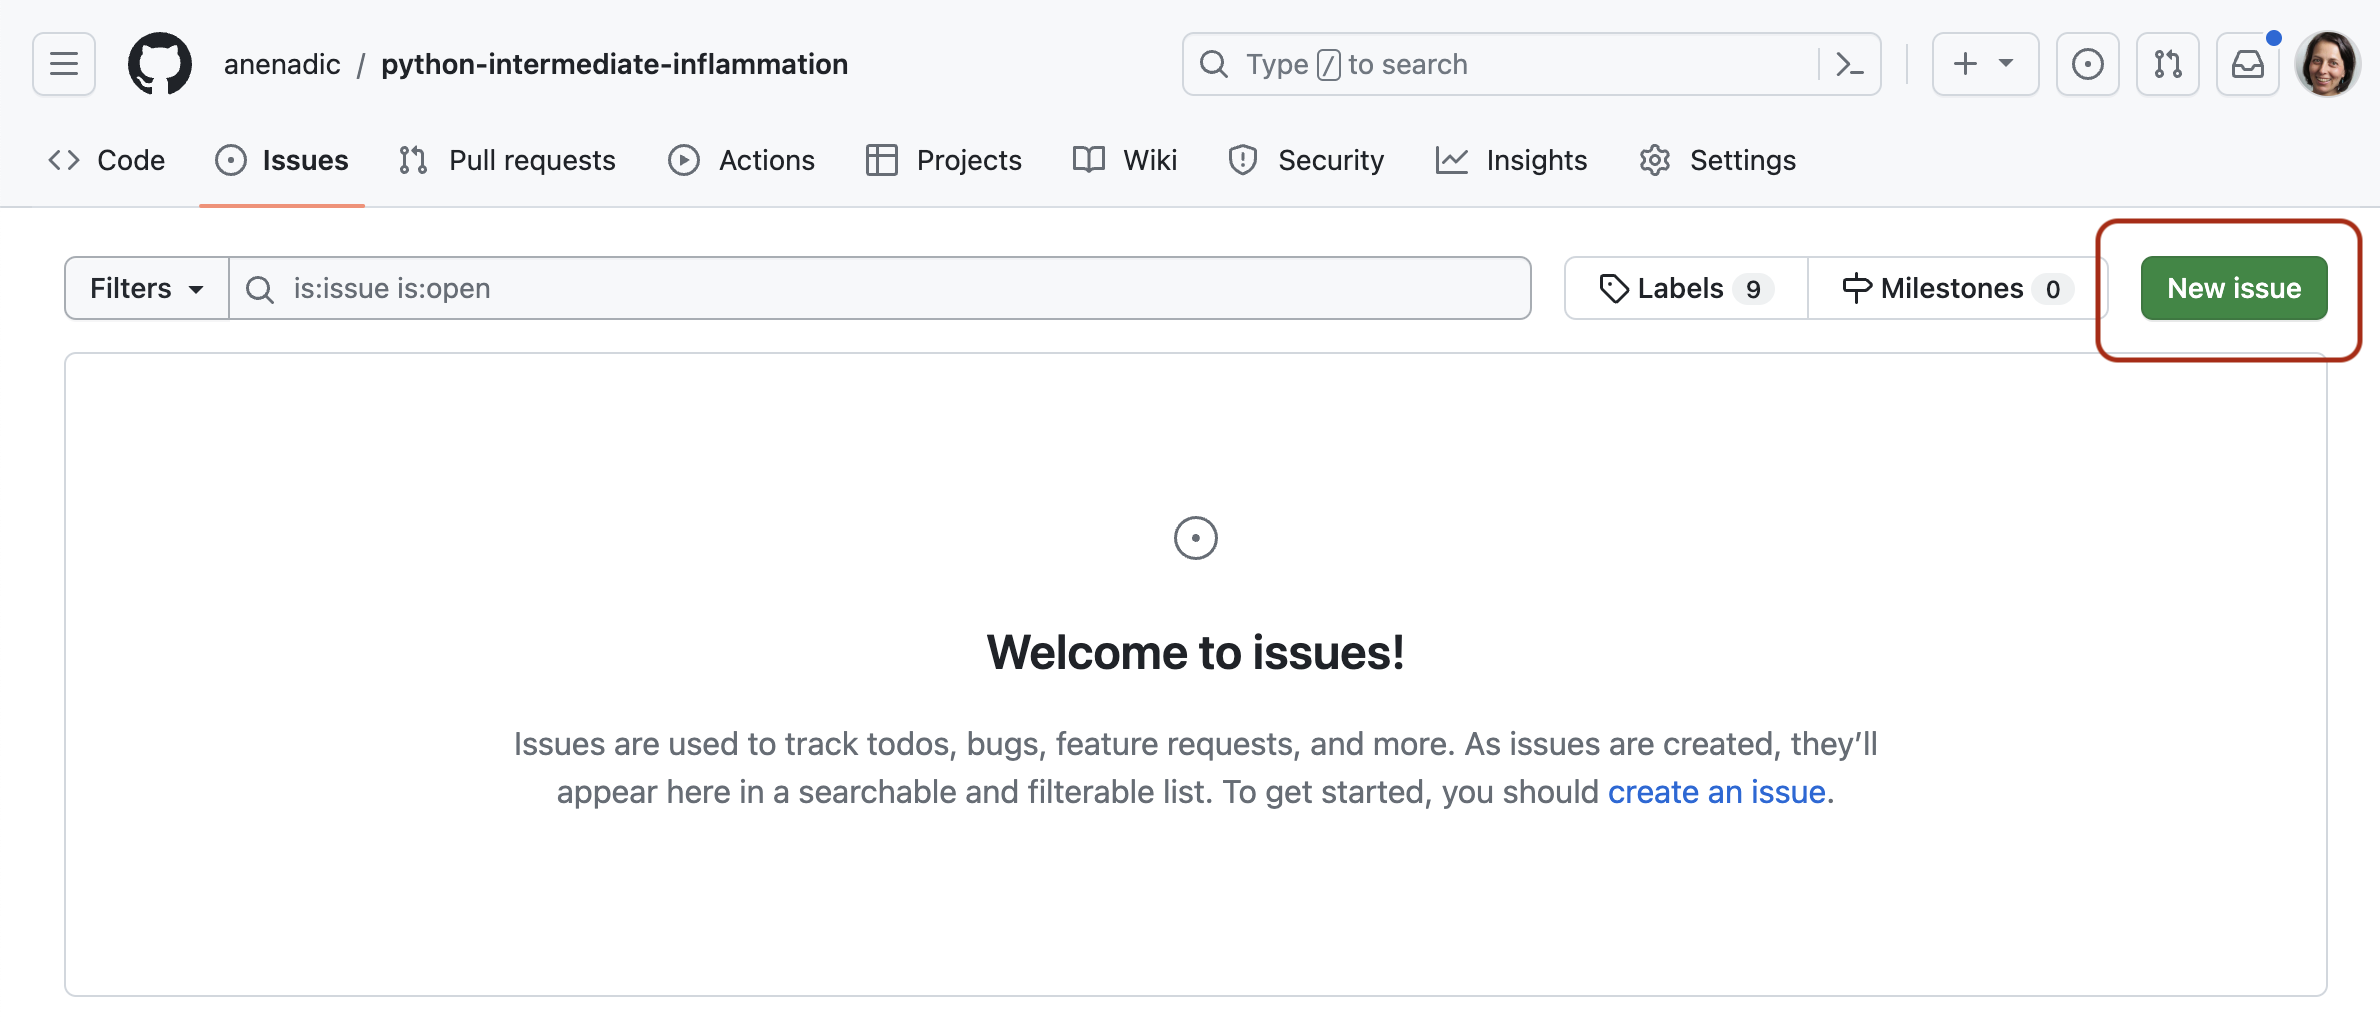 anenadic / python-intermediate-inflammation
Type / to search
Code Issues Pull requests Actions Projects Wiki Security Insights Settings
Filters is:issue is:open Labels 9 Milestones 0 New issue
Welcome to issues!
Issues are used to track todos, bugs, feature requests, and more. As issues are created, they’ll
appear here in a searchable and filterable list. To get started, you should create an issue.